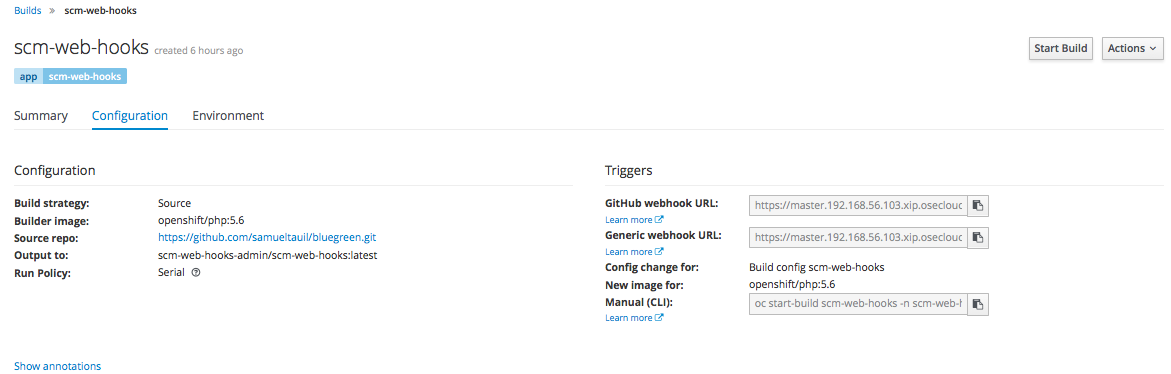 Builds » scm-web-hooks
scm-web-hooks created 6 hours ago
Start Build
Actions
app scm-web-hooks
Summary Configuration Environment
Configuration
Build strategy: Source
Builder image: openshift/php:5.6
Source repo: https://github.com/samueltauil/bluegreen.git
Output to: scm-web-hooks-admin/scm-web-hooks:latest
Run Policy: Serial
Show annotations
Triggers
GitHub webhook URL: https://master.192.168.56.103.xip.osecloud
Learn more
Generic webhook URL: https://master.192.168.56.103.xip.osecloud
Learn more
Config change for: Build config scm-web-hooks
New image for: openshift/php:5.6
Manual (CLI): oc start-build scm-web-hooks -n scm-web-h
Learn more